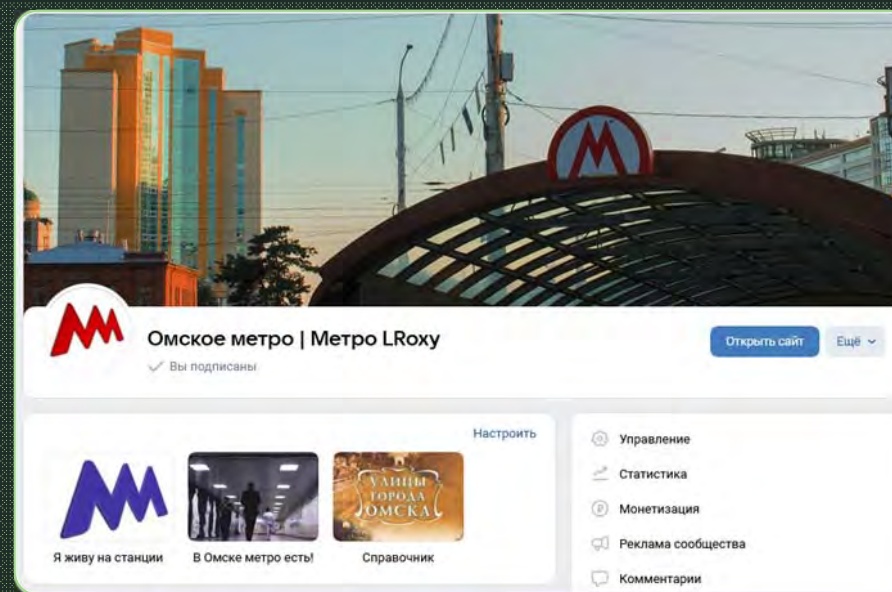 М
Омское метро | Метро LRoxy
Вы подписаны
Открыть сайт
Ещё
Настроить
УЛИЦЫ
ГОРОДА
ОМСКА
Я живу на станции
В Омске метро есть!
Справочник
Управление
Статистика
Монетизация
Реклама сообщества
Комментарии